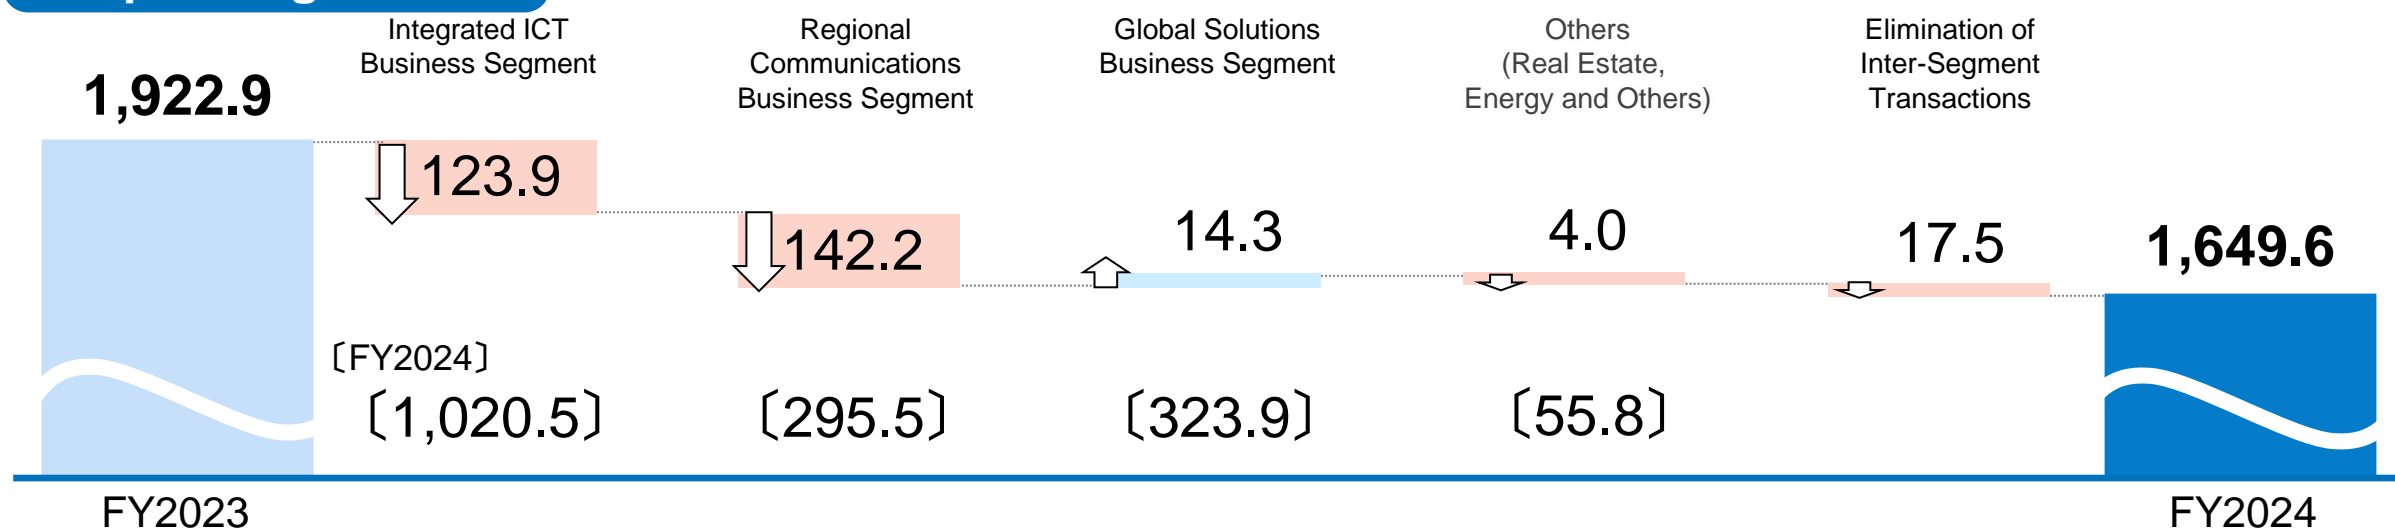 Integrated ICT
Business Segment
Regional
Communications
Business Segment
Global Solutions
Business Segment
Others
(Real Estate,
Energy and Others)
Elimination of
Inter-Segment
Transactions
1,922.9
123.9
142.2
14.3
4.0
17.5
1,649.6
〔FY2024〕
〔1,020.5〕
〔295.5〕
〔323.9〕
〔55.8〕
FY2023
FY2024